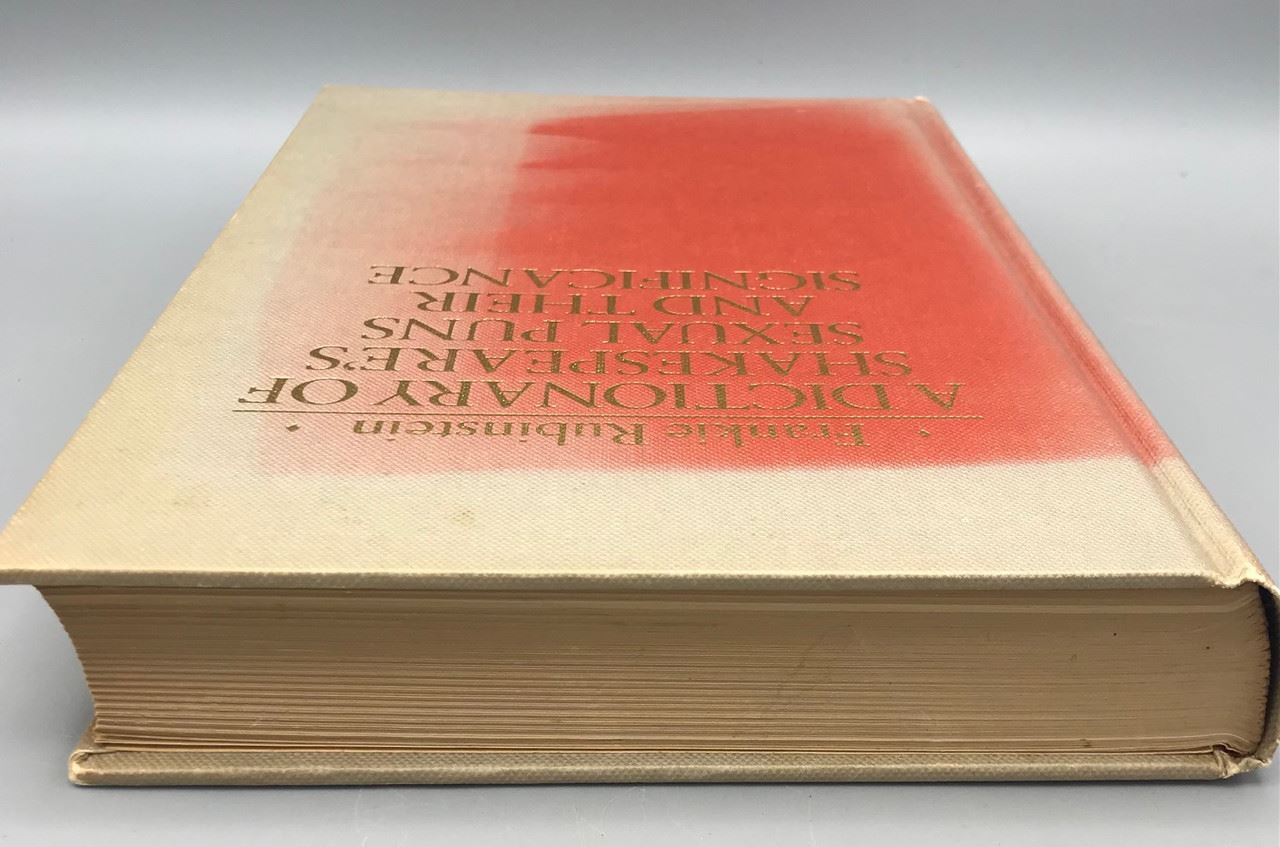 • Frankie Rubinstein •
A DICTIONARY OF
SHAKESPEARE'S
SEXUAL PUNS
AND THEIR
SIGNIFICANCE